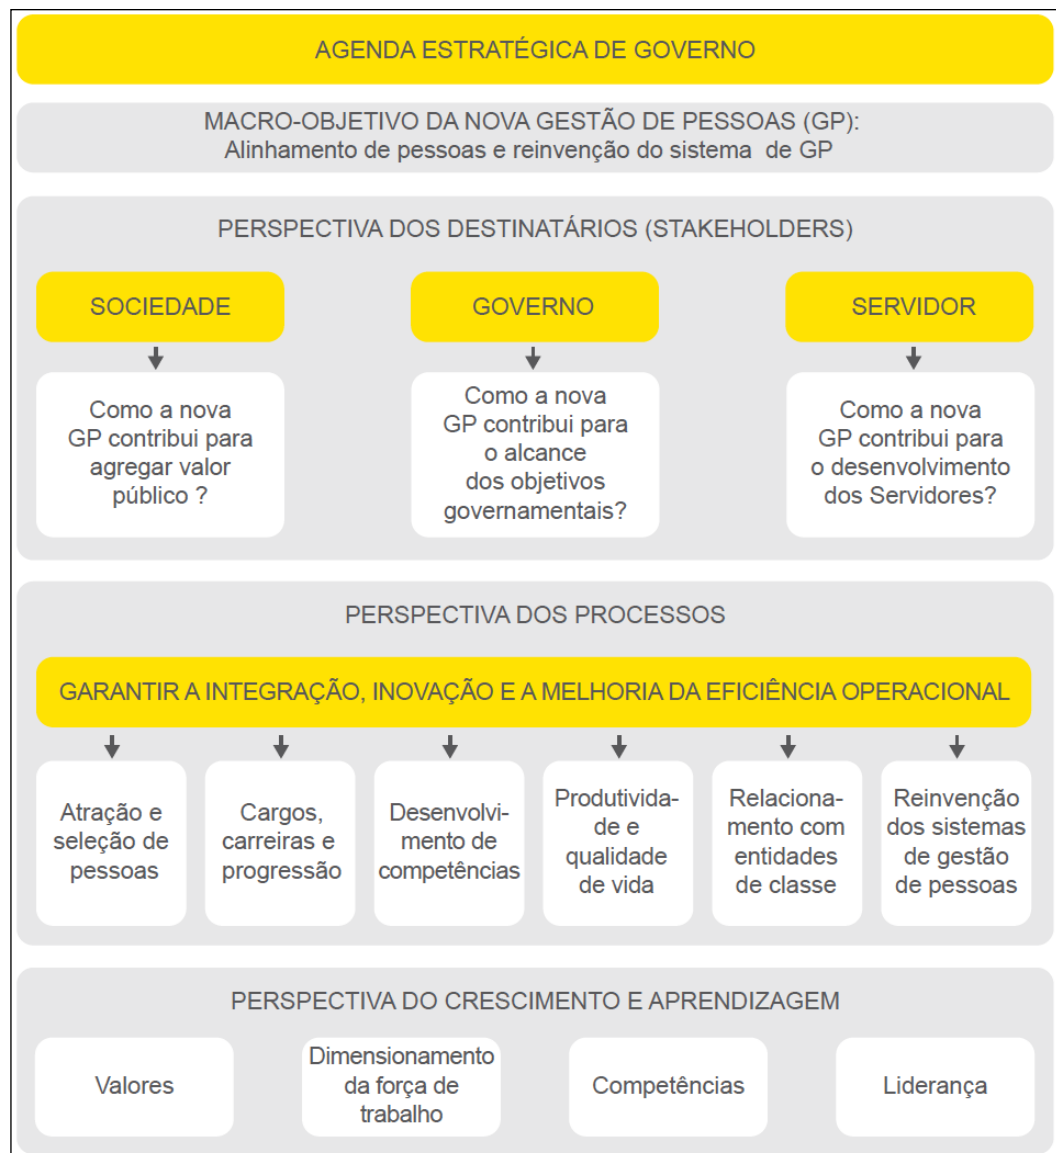 AGENDA ESTRATÉGICA DE GOVERNO
MACRO-OBJETIVO DA NOVA GESTÃO DE PESSOAS (GP):
Alinhamento de pessoas e reinvenção do sistema de GP
PERSPECTIVA DOS DESTINATÁRIOS (STAKEHOLDERS)
SOCIEDADE
Como a nova
GP contribui para
agregar valor
público ?
GOVERNO
Como a nova
GP contribui para
o alcance
dos objetivos
governamentais?
SERVIDOR
Como a nova
GP contribui para
o desenvolvimento
dos Servidores?
PERSPECTIVA DOS PROCESSOS
GARANTIR A INTEGRAÇÃO, INOVAÇÃO E A MELHORIA DA EFICIÊNCIA OPERACIONAL
Atração e
seleção de
pessoas
Cargos,
carreiras e
progressão
Desenvolvi-
mento de
competências
Produtivida-
de e
qualidade
de vida
Relaciona-
mento com
entidades
de classe
Reinvenção
dos sistemas
de gestão
de pessoas
PERSPECTIVA DO CRESCIMENTO E APRENDIZAGEM
Valores
Dimensionamento
da força de
trabalho
Competências
Liderança